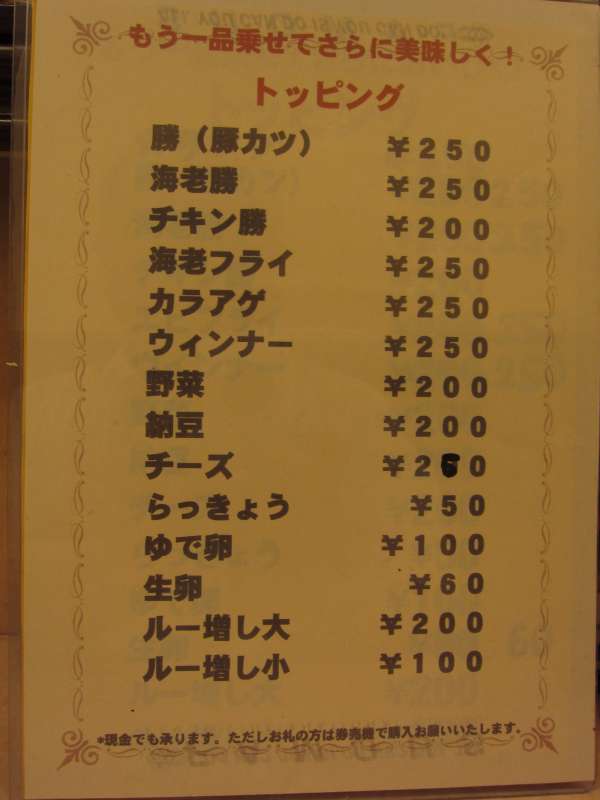 もう一品乗せてさらに美味しく！
トッピング
勝（豚カツ） ￥２５０
海老勝 ￥２５０
チキン勝 ￥２００
海老フライ ￥２５０
カラアゲ ￥２５０
ウィンナー ￥２５０
野菜 ￥２００
納豆 ￥２００
チーズ
らっきょう ￥５０
ゆで卵 ￥１００
生卵 ￥６０
ルー増し大 ￥２００
ルー増し小 ￥１００
*現金でも承ります。ただしお札の方は券売機で購入お願いいたします。